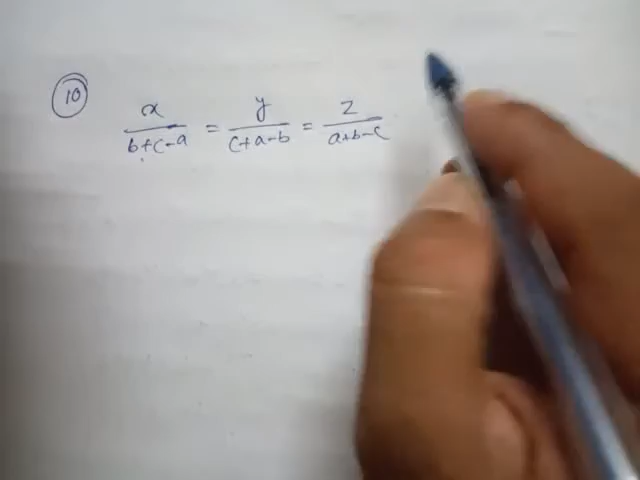 10 x/(b+c-a) = y/(c+a-b) = z/(a+b-c)